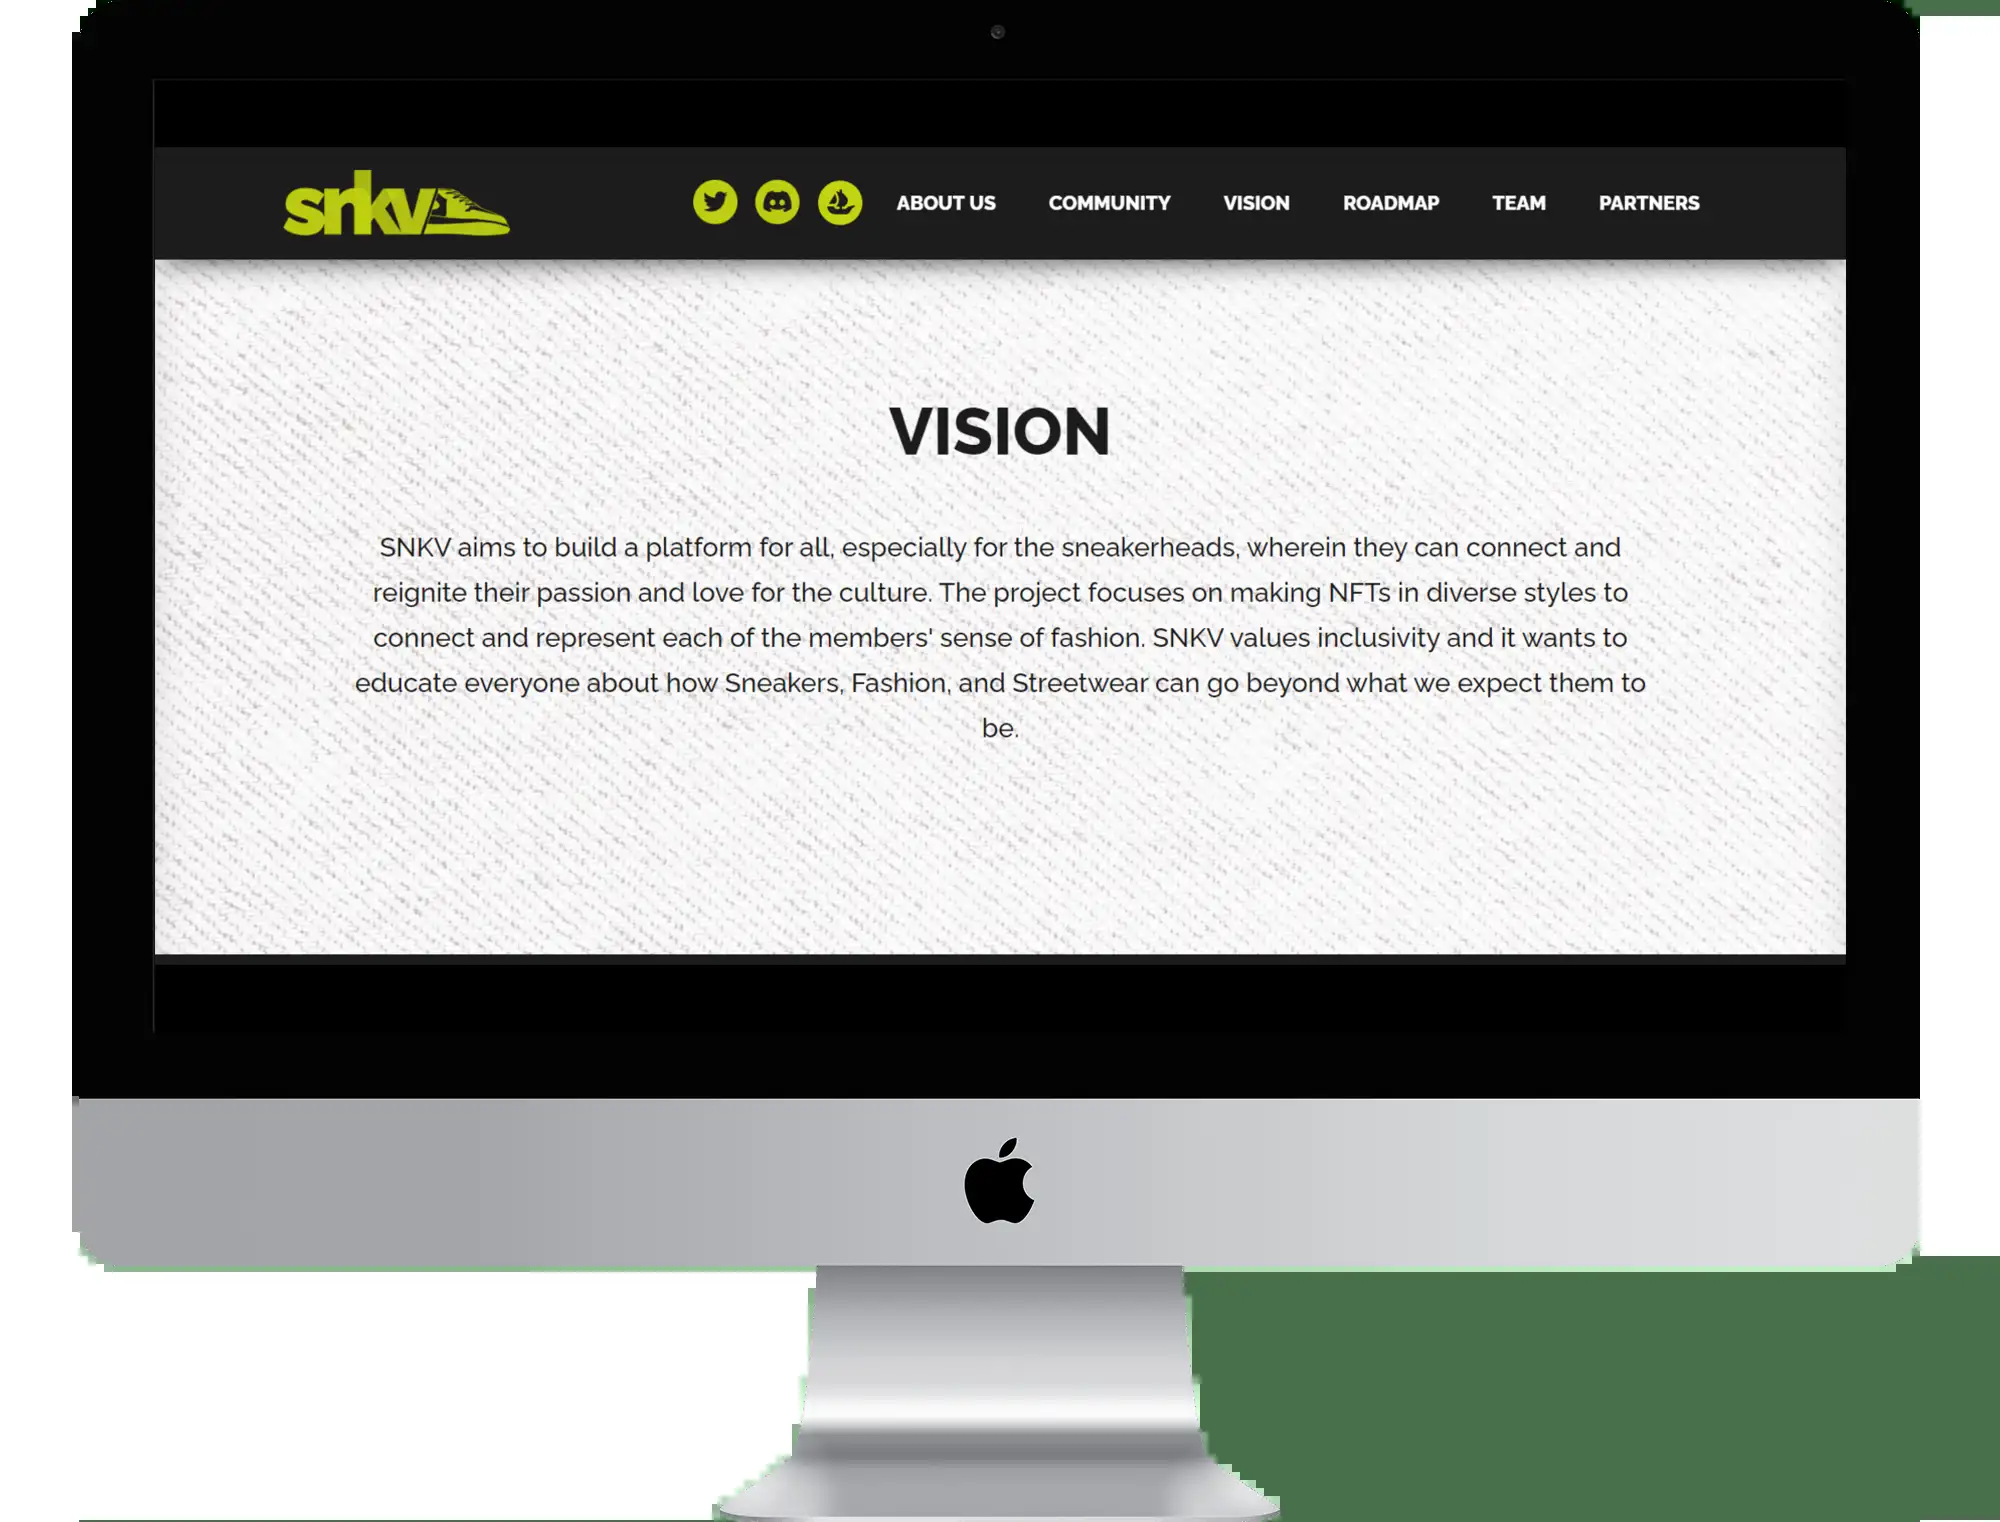 snkv
ABOUT US COMMUNITY VISION ROADMAP TEAM PARTNERS
VISION
SNKV aims to build a platform for all, especially for the sneakerheads, wherein they can connect and
reignite their passion and love for the culture. The project focuses on making NFTs in diverse styles to
connect and represent each of the members' sense of fashion. SNKV values inclusivity and it wants to
educate everyone about how Sneakers, Fashion, and Streetwear can go beyond what we expect them to
be.